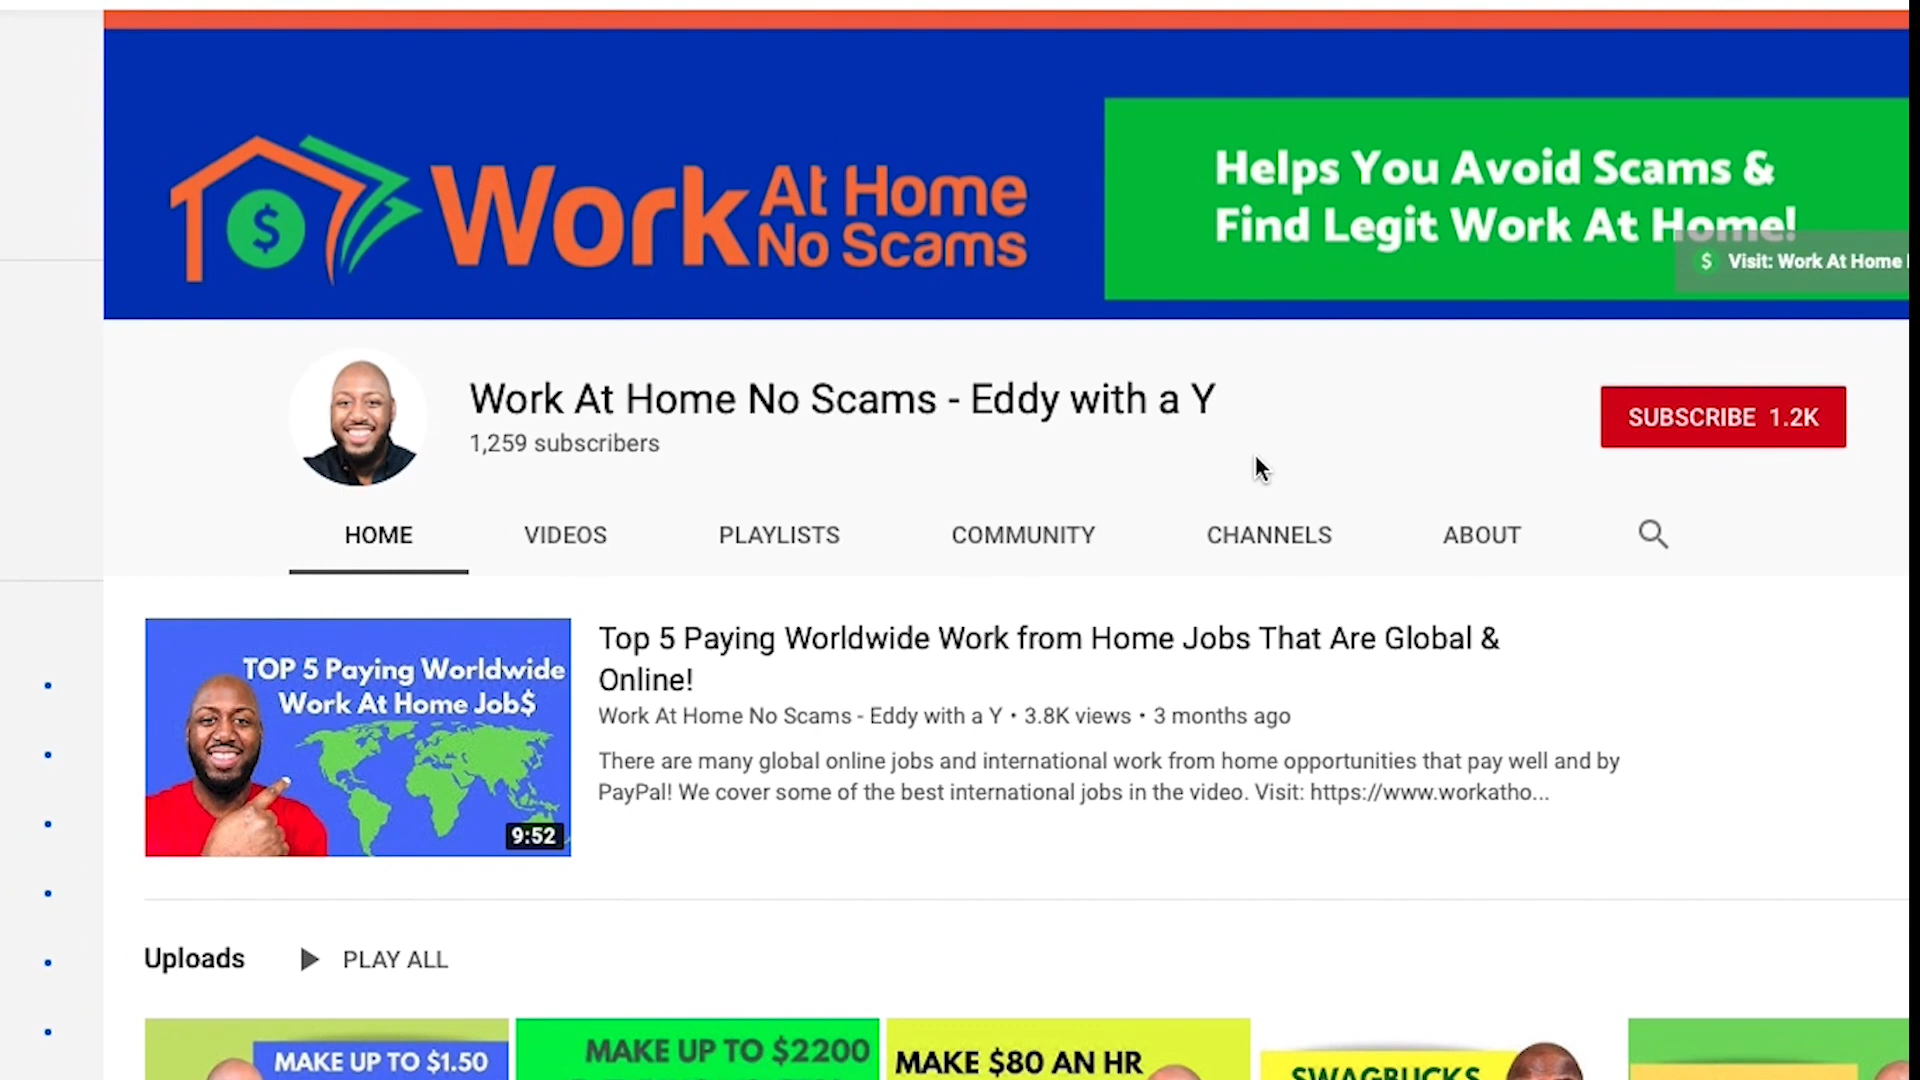 Work At Home
No Scams
Helps You Avoid Scams &
Find Legit Work At Home!
$ Visit: Work At Home
Work At Home No Scams - Eddy with a Y
1,259 subscribers
SUBSCRIBE 1.2K
HOME
VIDEOS
PLAYLISTS
COMMUNITY
CHANNELS
ABOUT
TOP 5 Paying Worldwide
Work At Home Job$
9:52
Top 5 Paying Worldwide Work from Home Jobs That Are Global &
Online!
Work At Home No Scams - Eddy with a Y • 3.8K views • 3 months ago
There are many global online jobs and international work from home opportunities that pay well and by
PayPal! We cover some of the best international jobs in the video. Visit: https://www.workatho...
Uploads
PLAY ALL
MAKE UP TO $1.50
MAKE UP TO $2200
MAKE $80 AN HR
SWAGBUCKS